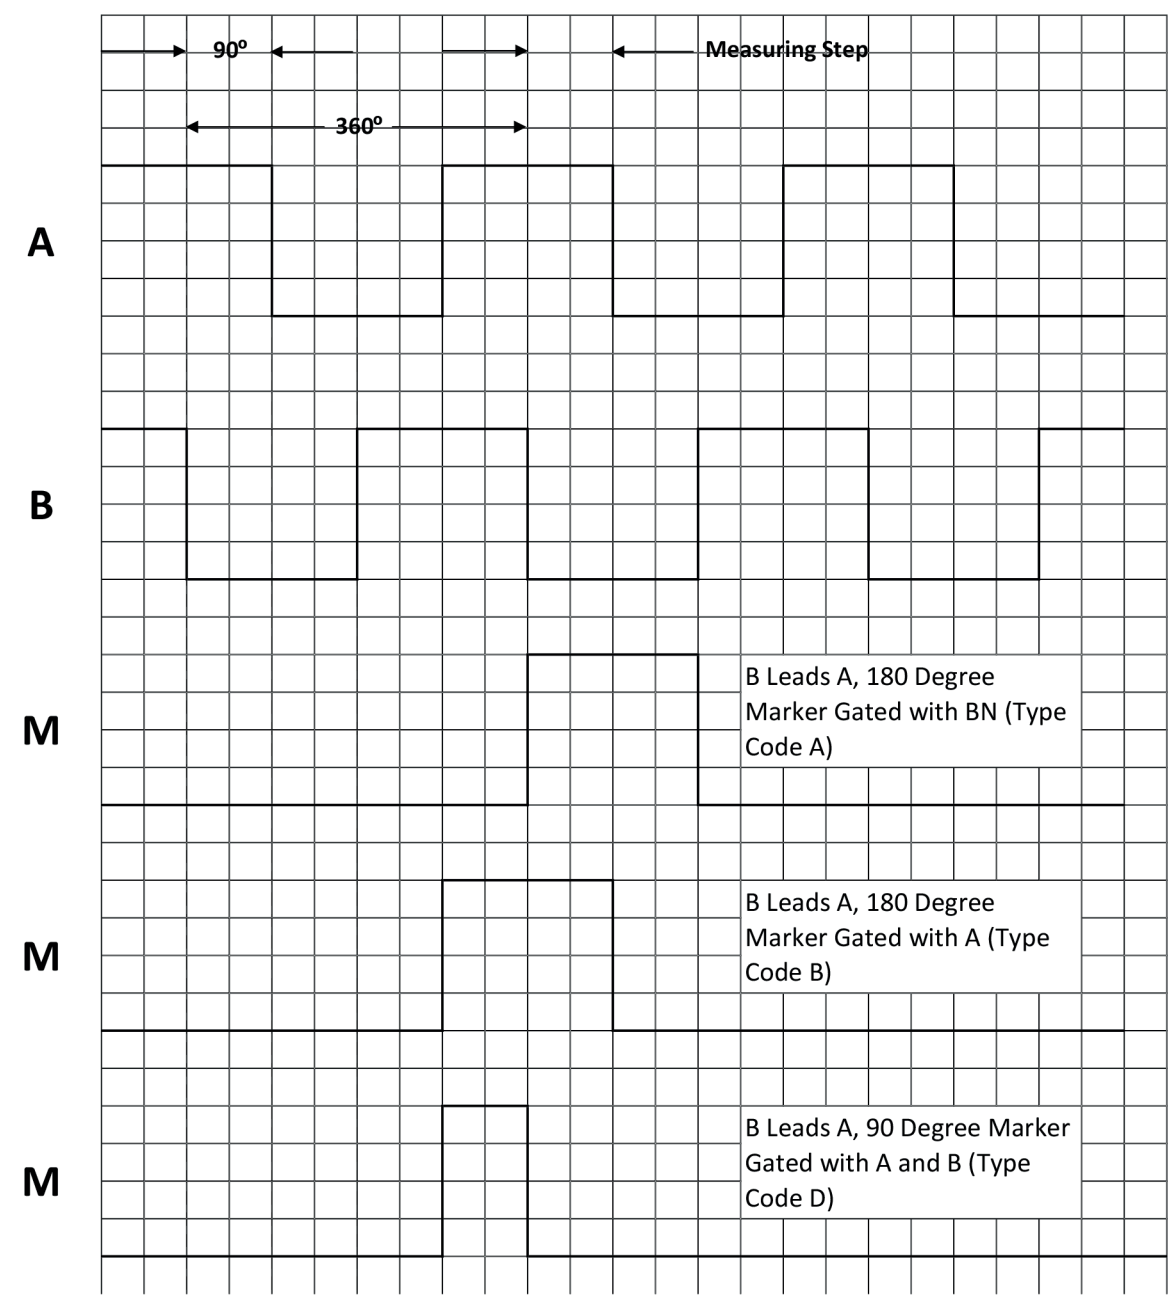 90º
Measuring Step
360º
A
B
M
B Leads A, 180 Degree
Marker Gated with BN (Type
Code A)
M
B Leads A, 180 Degree
Marker Gated with A (Type
Code B)
M
B Leads A, 90 Degree Marker
Gated with A and B (Type
Code D)